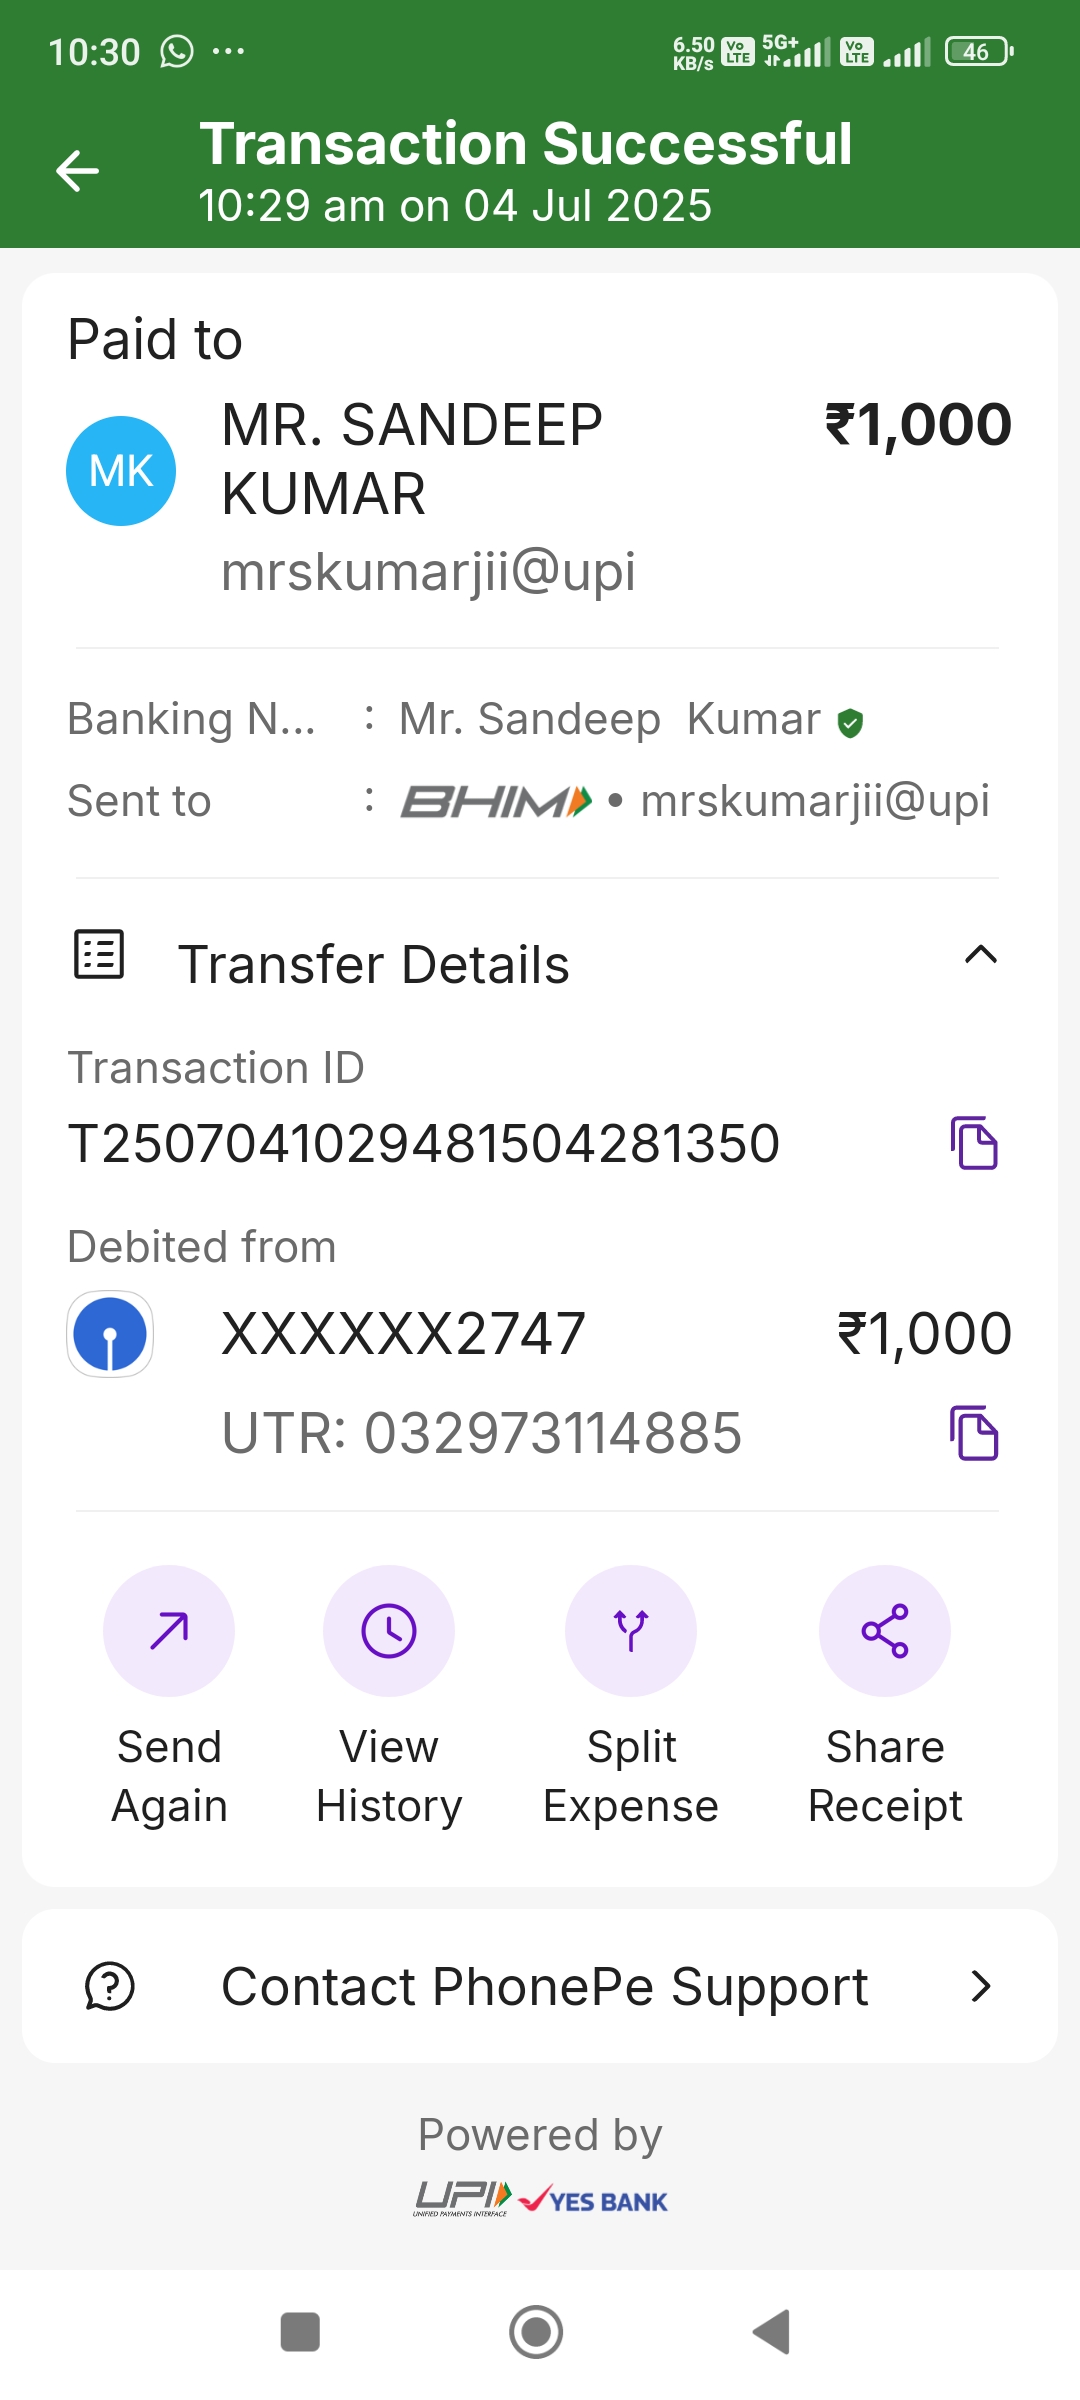 10:30 ... 6.50 KB/s Vo LTE 5G+ Vo LTE 46
Transaction Successful
10:29 am on 04 Jul 2025
Paid to
MK MR. SANDEEP ₹1,000
KUMAR
mrskumarjii@upi
Banking N... : Mr. Sandeep Kumar
Sent to : BHIM • mrskumarjii@upi
Transfer Details
Transaction ID
T2507041029481504281350
Debited from
XXXXXX2747 ₹1,000
UTR: 032973114885
Send View Split Share
Again History Expense Receipt
Contact PhonePe Support
Powered by
UPI YES BANK
UNIFIED PAYMENTS INTERFACE